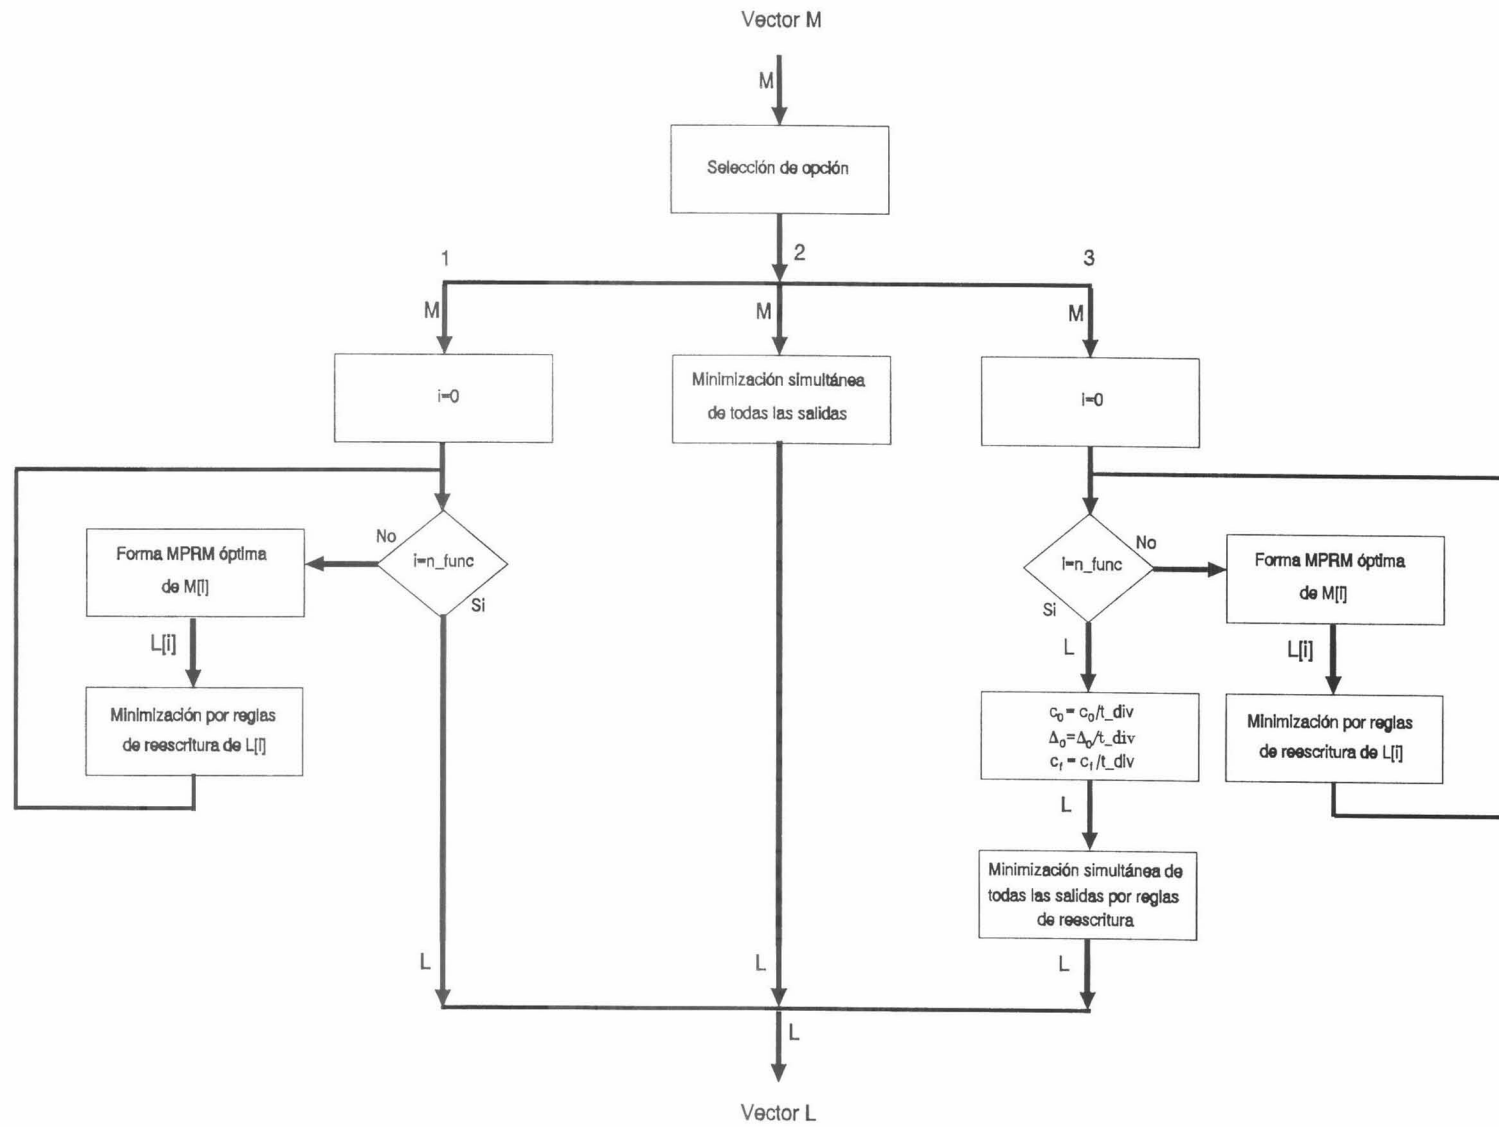 Vector M
M
Selección de opción
1
2
3
M
M
M
i=0
Minimización simultánea
de todas las salidas
i=0
No
i=n_func
Si
Forma MPRM óptima
de M[i]
L[i]
Minimización por reglas
de reescritura de L[i]
i=n_func
No
Si
Forma MPRM óptima
de M[i]
L[i]
Minimización por reglas
de reescritura de L[i]
L
c₀ = c₀/t_div
Δ₀=Δ₀/t_div
c_f = c_f/t_div
L
Minimización simultánea de
todas las salidas por reglas
de reescritura
L
L
L
L
Vector L